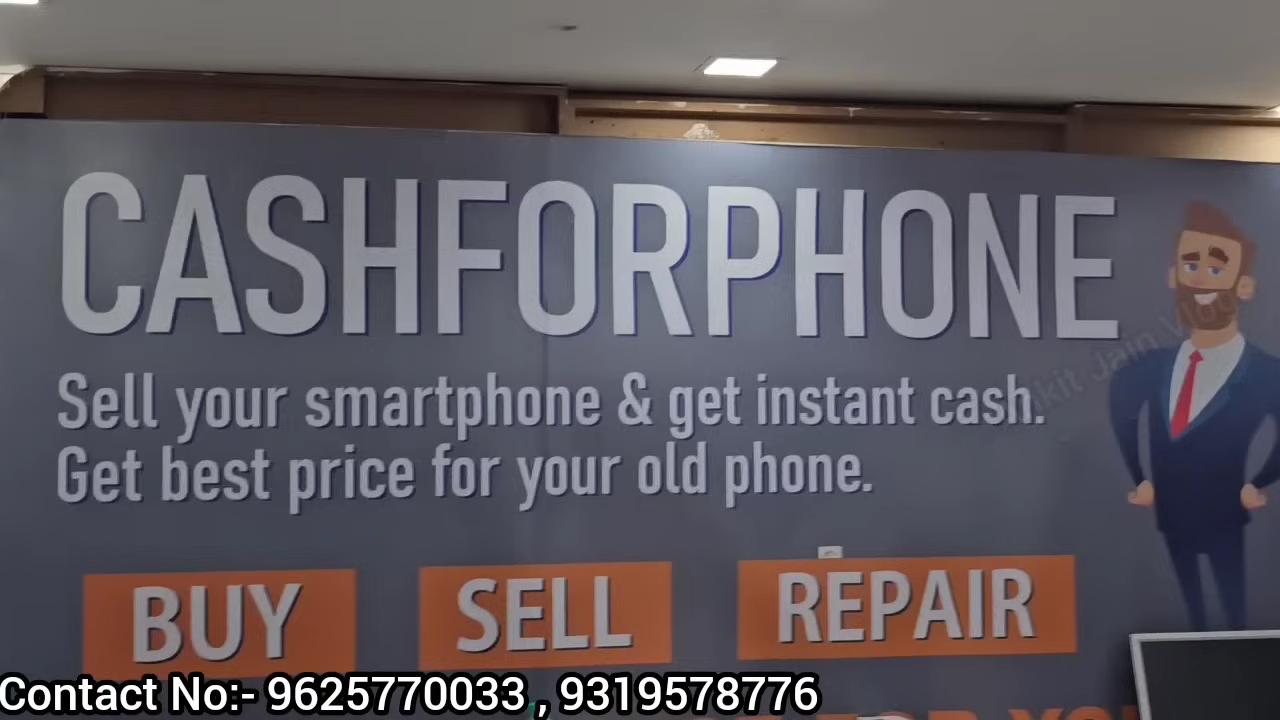 CASHFORPHONE
Sell your smartphone & get instant cash.
Get best price for your old phone.
BUY SELL REPAIR
Contact No:- 9625770033 , 9319578776